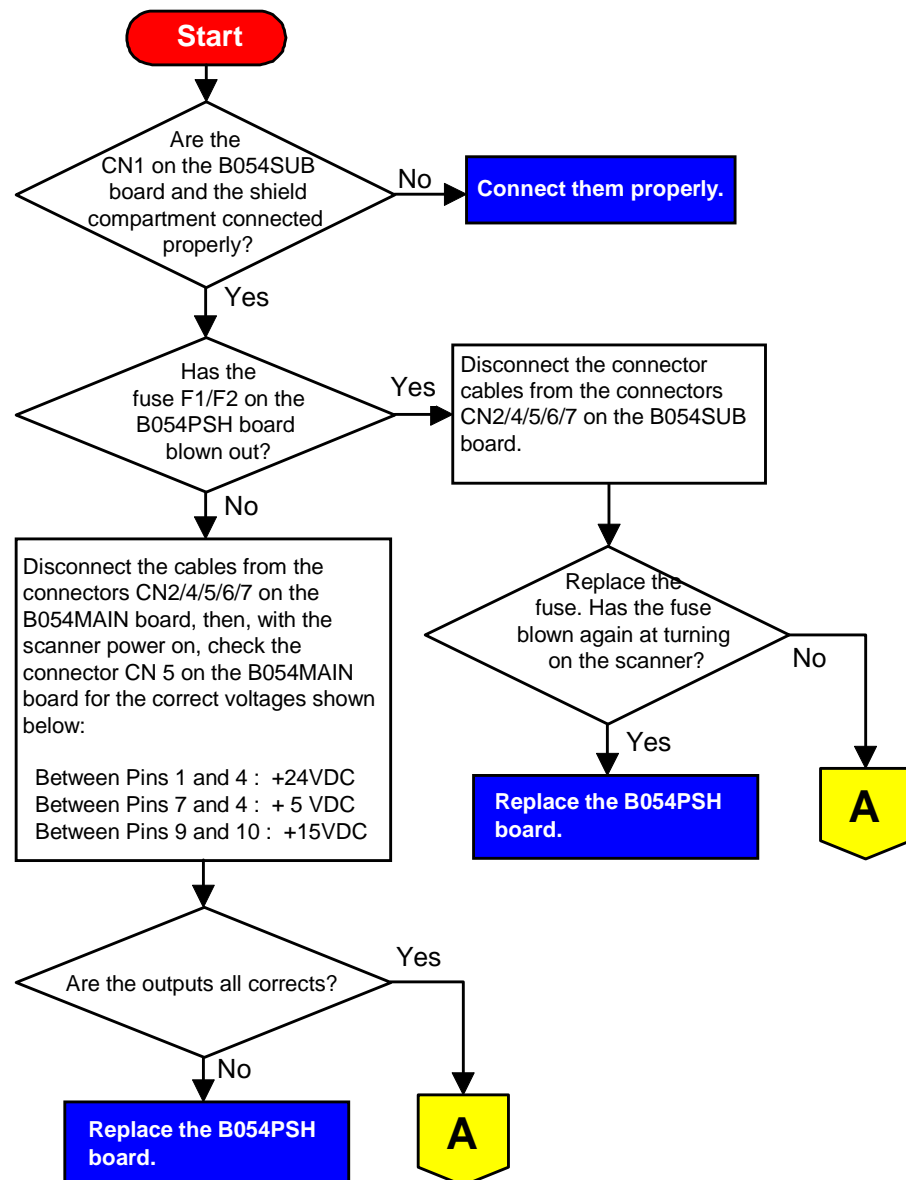 Start
Are the
CN1 on the B054SUB
board and the shield
compartment connected
properly?
No
Connect them properly.
Yes
Has the
fuse F1/F2 on the
B054PSH board
blown out?
Yes
Disconnect the connector
cables from the connectors
CN2/4/5/6/7 on the B054SUB
board.
No
Disconnect the cables from the
connectors CN2/4/5/6/7 on the
B054MAIN board, then, with the
scanner power on, check the
connector CN 5 on the B054MAIN
board for the correct voltages shown
below:
Between Pins 1 and 4 : +24VDC
Between Pins 7 and 4 : + 5 VDC
Between Pins 9 and 10 : +15VDC
Replace the
fuse. Has the fuse
blown again at turning
on the scanner?
No
Yes
Replace the B054PSH
board.
A
Are the outputs all corrects?
Yes
No
Replace the B054PSH
board.
A